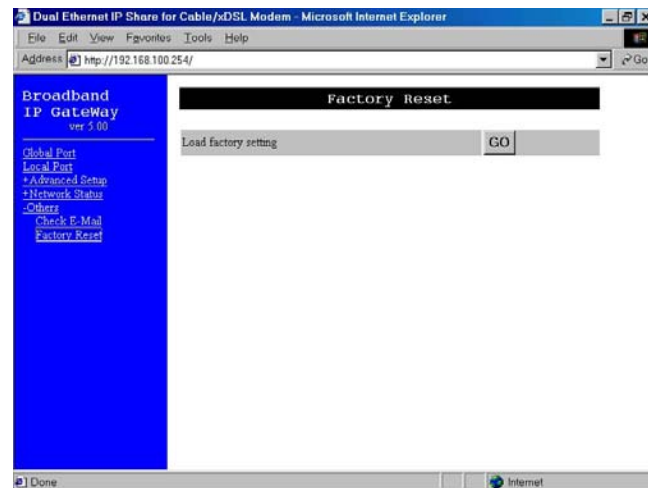 Dual Ethernet IP Share for Cable/xDSL Modem - Microsoft Internet Explorer
File Edit View Favorites Tools Help
Address http://192.168.100.254/ Go
Broadband
IP GateWay
ver 5.00
Global Port
Local Port
+Advanced Setup
+Network Status
-Others
Check E-Mail
Factory Reset
Factory Reset
Load factory setting GO
Done Internet